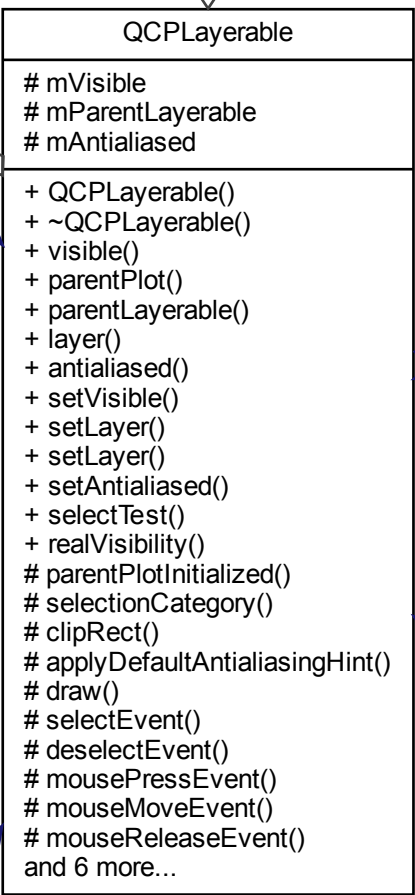 QCPLayerable
# mVisible
# mParentLayerable
# mAntialiased
+ QCPLayerable()
+ ~QCPLayerable()
+ visible()
+ parentPlot()
+ parentLayerable()
+ layer()
+ antialiased()
+ setVisible()
+ setLayer()
+ setLayer()
+ setAntialiased()
+ selectTest()
+ realVisibility()
# parentPlotInitialized()
# selectionCategory()
# clipRect()
# applyDefaultAntialiasingHint()
# draw()
# selectEvent()
# deselectEvent()
# mousePressEvent()
# mouseMoveEvent()
# mouseReleaseEvent()
and 6 more...